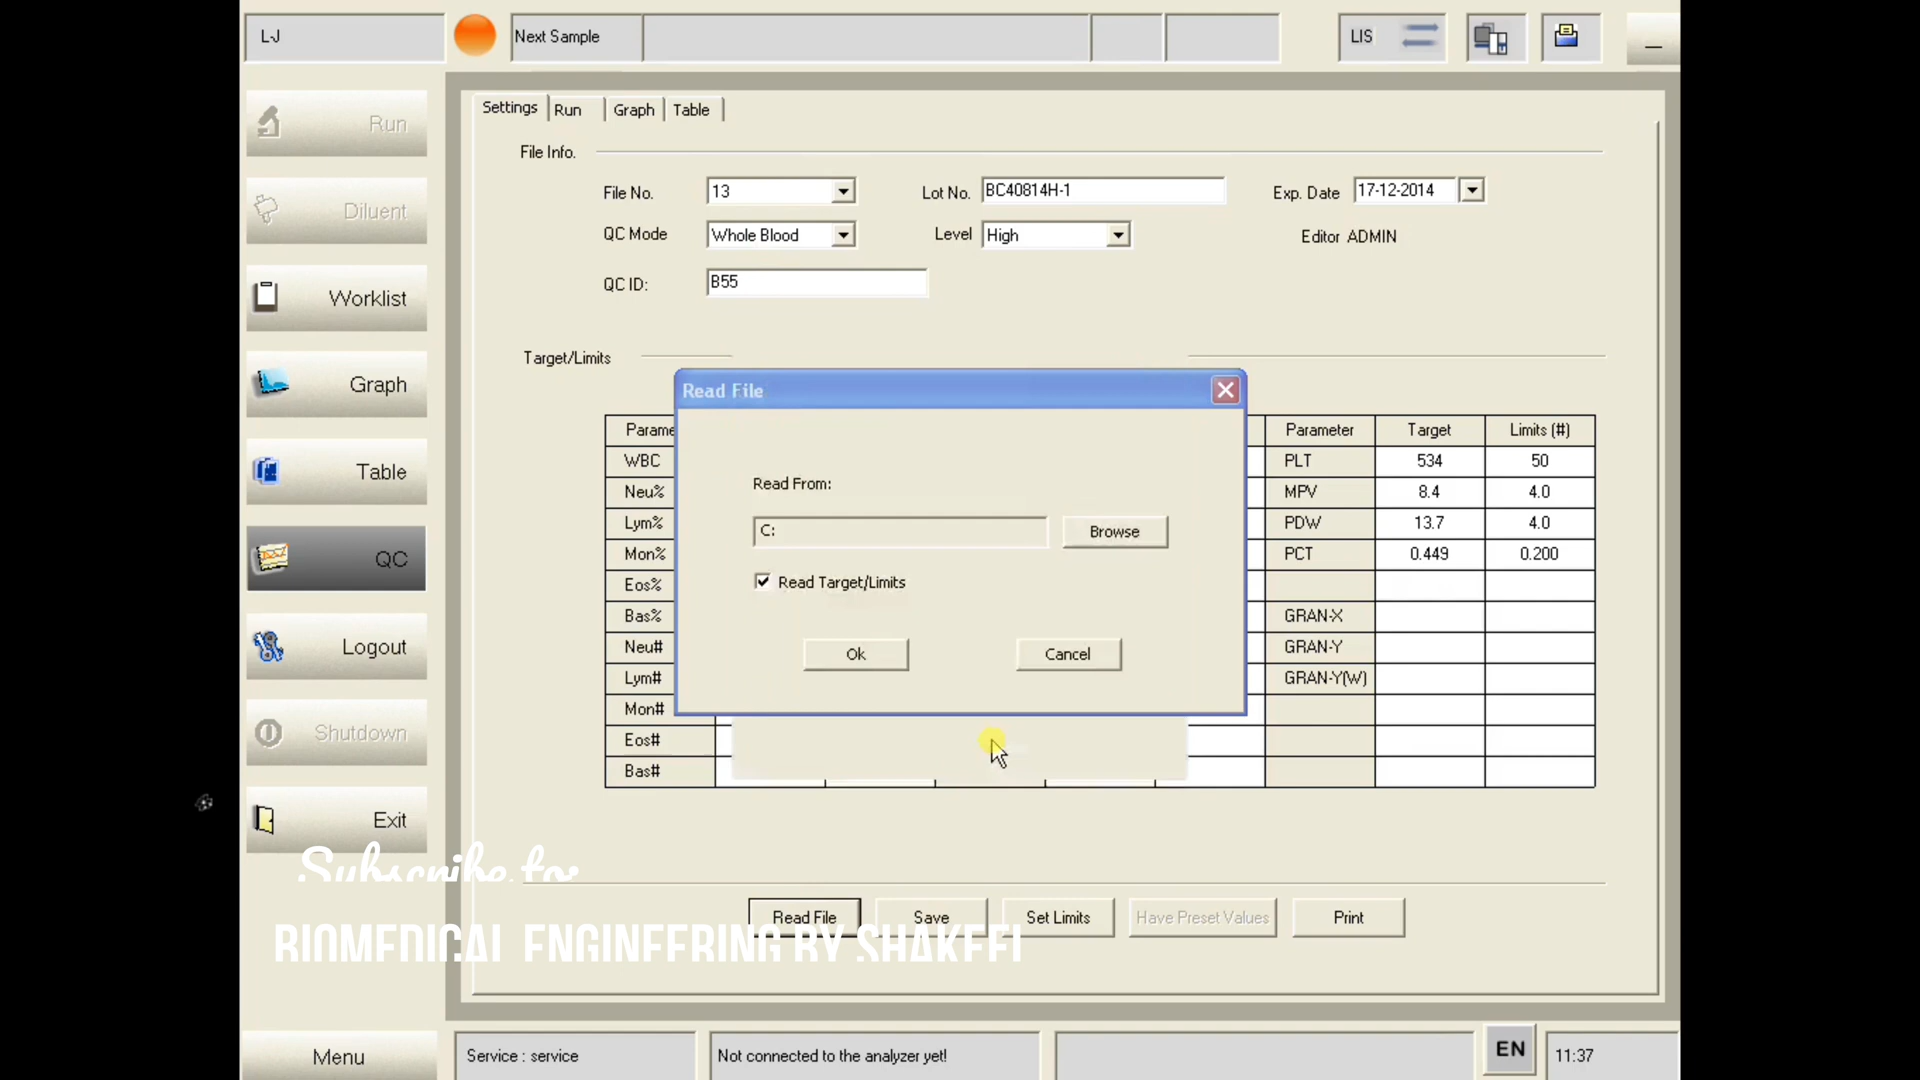 L-J
Next Sample
LIS
Run
Diluent
Worklist
Graph
Table
QC
Logout
Shutdown
Exit
Menu
Settings Run Graph Table
File Info.
File No. 13 Lot No. BC40814H-1 Exp. Date 17-12-2014
QC Mode Whole Blood Level High Editor ADMIN
QC ID: B55
Target/Limits
Read File
Read From:
C: Browse
Read Target/Limits
Ok Cancel
WBC
Neu%
Lym%
Mon%
Eos%
Bas%
Neu#
Lym#
Mon#
Eos#
Bas#
Parameter Target Limits (#)
PLT 534 50
MPV 8.4 4.0
PDW 13.7 4.0
PCT 0.449 0.200
GRAN-X
GRAN-Y
GRAN-Y(W)
Read File Save Set Limits Have Preset Values Print
Subscribe to:
BIOMEDICAL ENGINEERING BY SHAKEEL
Service : service Not connected to the analyzer yet! EN 11:37